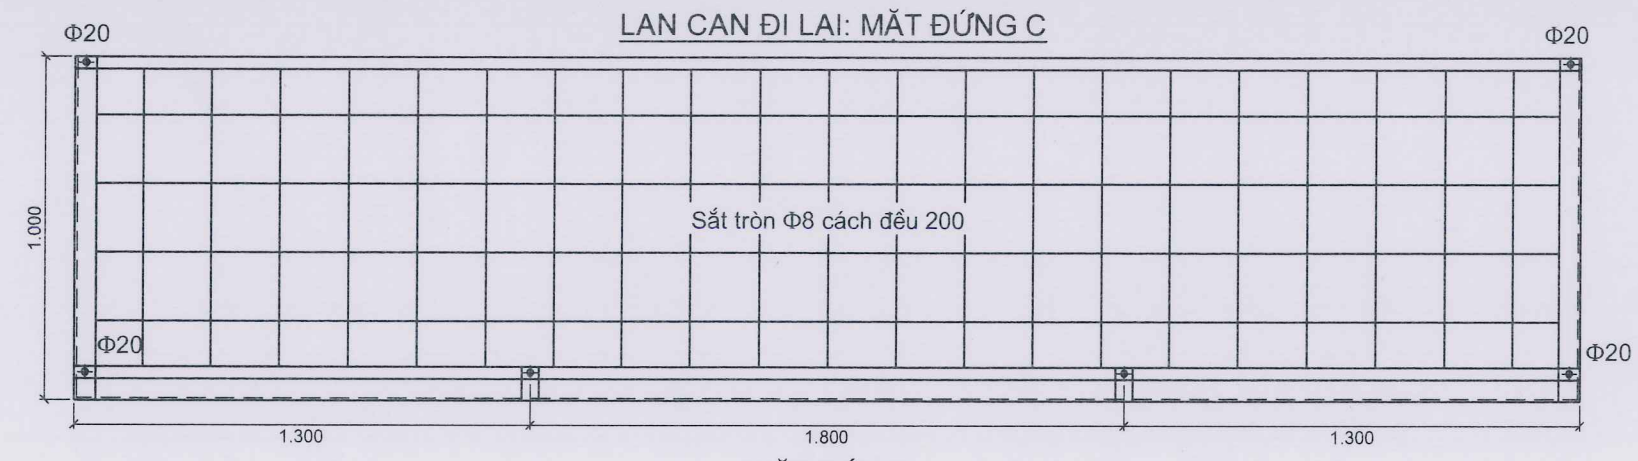 LAN CAN ĐI LẠI: MẶT ĐỨNG C
Φ20
Φ20
1.000
Sắt tròn Φ8 cách đều 200
Φ20
Φ20
1.300
1.800
1.300